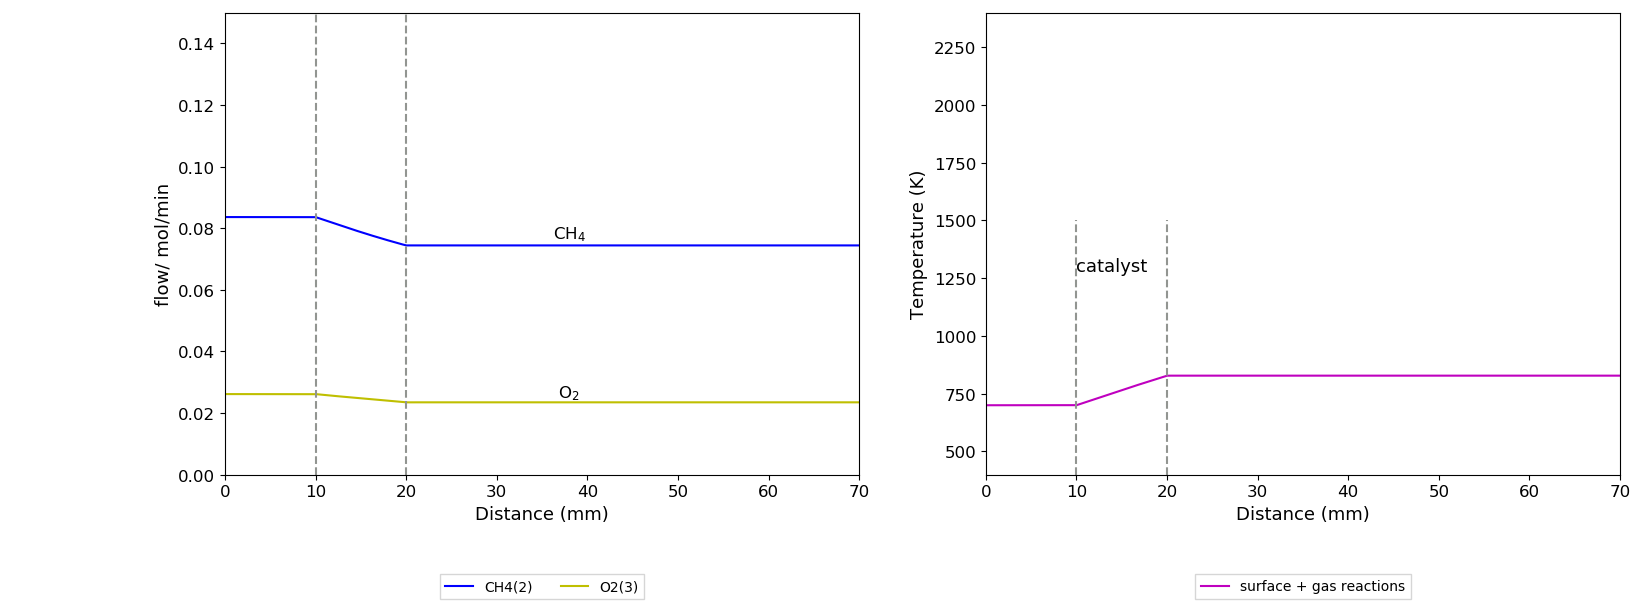 0.14
0.12
0.10
0.08
0.06
0.04
0.02
0.00
flow/ mol/min
CH₄
O₂
0 10 20 30 40 50 60 70
Distance (mm)
CH4(2) O2(3)
2250
2000
1750
1500
1250
1000
750
500
Temperature (K)
catalyst
0 10 20 30 40 50 60 70
Distance (mm)
surface + gas reactions